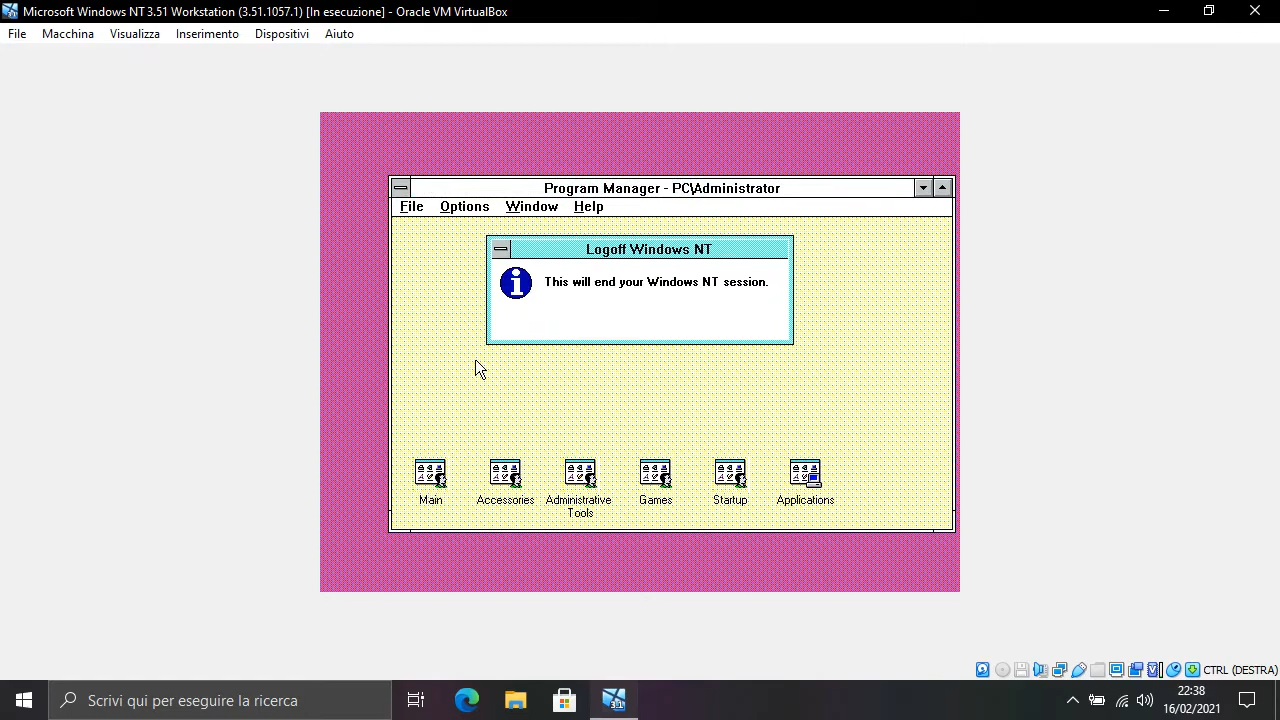 Microsoft Windows NT 3.51 Workstation (3.51.1057.1) [In esecuzione] - Oracle VM VirtualBox
File Macchina Visualizza Inserimento Dispositivi Aiuto
Program Manager - PC\Administrator
File Options Window Help
Logoff Windows NT
This will end your Windows NT session.
Main Accessories Administrative Tools Games Startup Applications
CTRL (DESTRA)
Scrivi qui per eseguire la ricerca
3.1
22:38
16/02/2021